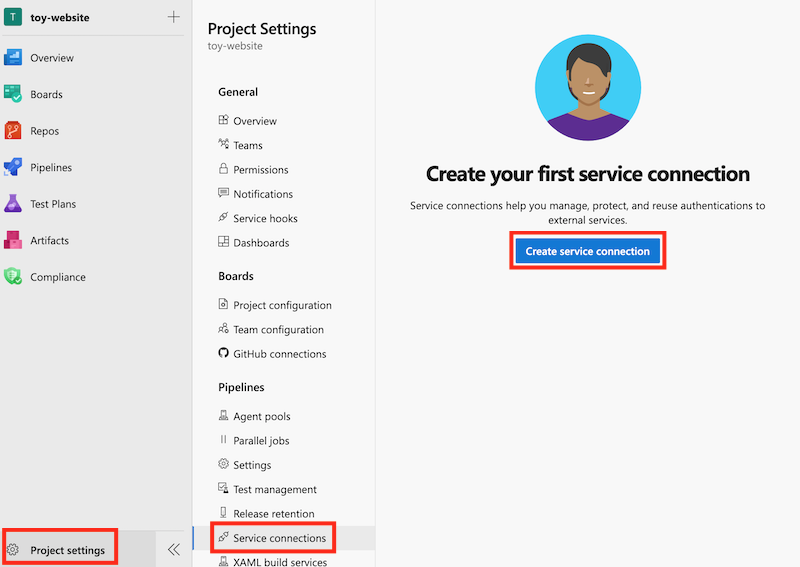 T toy-website
Overview
Boards
Repos
Pipelines
Test Plans
Artifacts
Compliance
Project settings
Project Settings
toy-website
General
Overview
Teams
Permissions
Notifications
Service hooks
Dashboards
Boards
Project configuration
Team configuration
GitHub connections
Pipelines
Agent pools
Parallel jobs
Settings
Test management
Release retention
Service connections
XAML build services
Create your first service connection
Service connections help you manage, protect, and reuse authentications to
external services.
Create service connection